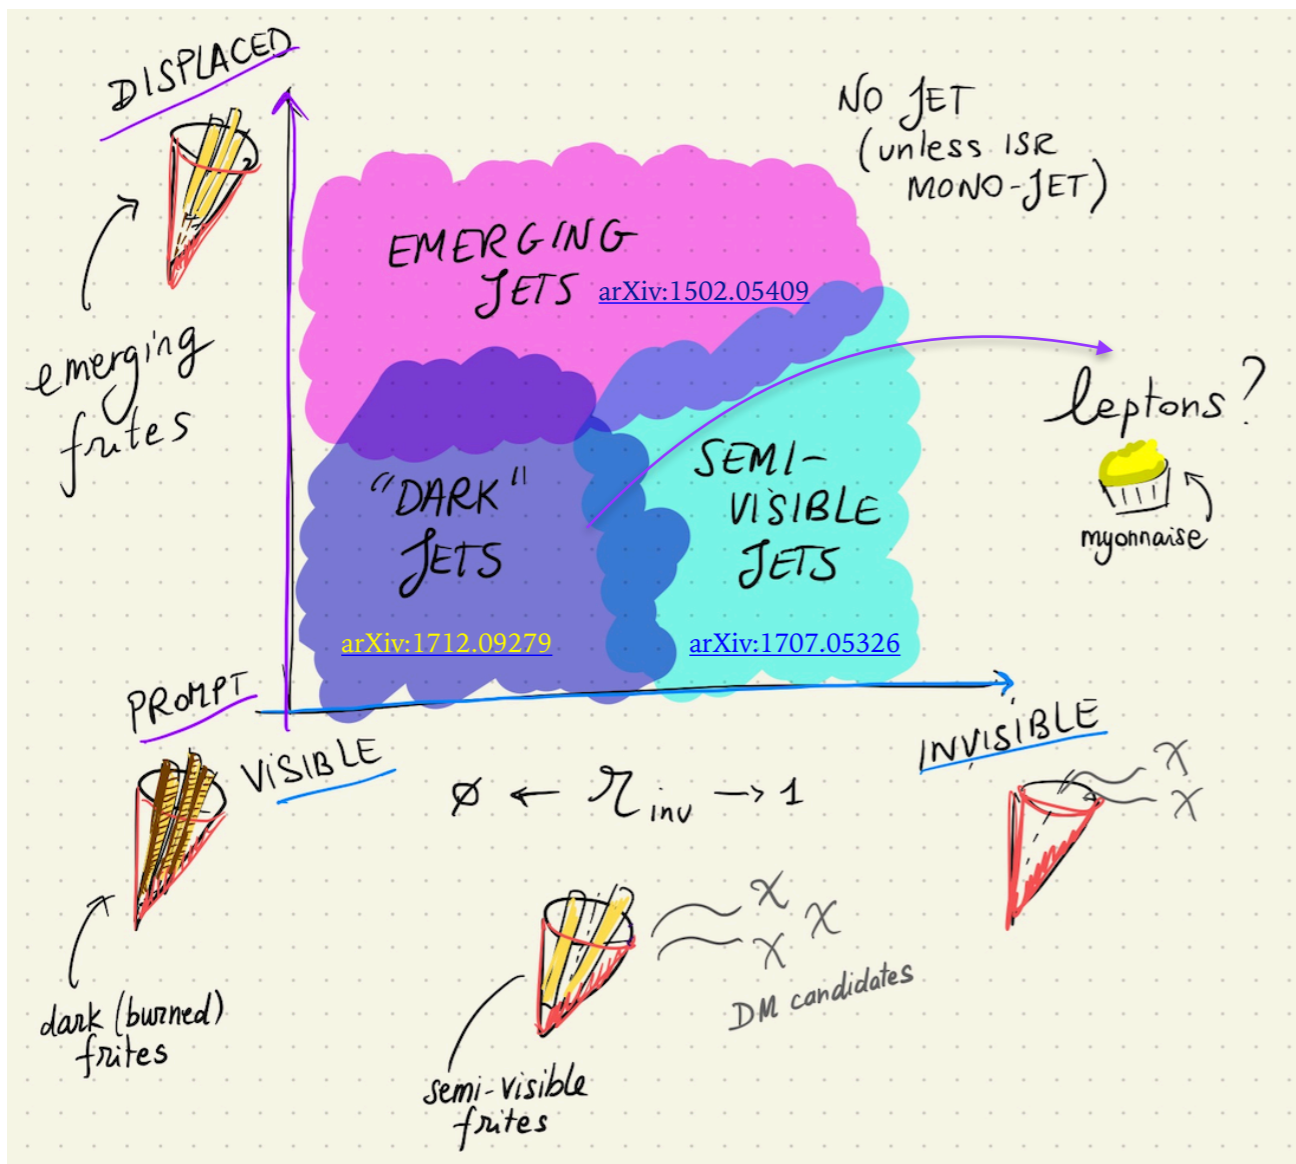 DISPLACED
NO JET
(unless ISR
MONO-JET)
EMERGING
JETS arXiv:1502.05409
emerging
frites
leptons?
myonnaise
"DARK"
JETS
arXiv:1712.09279
SEMI-
VISIBLE
JETS
arXiv:1707.05326
PROMPT
VISIBLE
INVISIBLE
ø ← rinv → 1
χ
χ
χ
χ
χ
DM candidates
dark (burned)
frites
semi-visible
frites